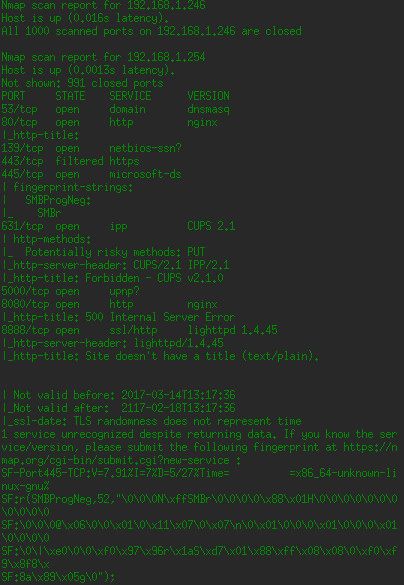 Nmap scan report for 192.168.1.246
Host is up (0.016s latency).
All 1000 scanned ports on 192.168.1.246 are closed
Nmap scan report for 192.168.1.254
Host is up (0.0013s latency).
Not shown: 991 closed ports
PORT STATE SERVICE VERSION
53/tcp open domain dnsmasq
80/tcp open http nginx
|_http-title:
139/tcp open netbios-ssn?
443/tcp filtered https
445/tcp open microsoft-ds
| fingerprint-strings:
| SMBProgNeg:
|_ SMBr
631/tcp open ipp CUPS 2.1
| http-methods:
|_ Potentially risky methods: PUT
|_http-server-header: CUPS/2.1 IPP/2.1
|_http-title: Forbidden - CUPS v2.1.0
5000/tcp open upnp?
8080/tcp open http nginx
|_http-title: 500 Internal Server Error
8888/tcp open ssl/http lighttpd 1.4.45
|_http-server-header: lighttpd/1.4.45
|_http-title: Site doesn't have a title (text/plain).
| Not valid before: 2017-03-14T13:17:36
|_Not valid after: 2117-02-18T13:17:36
|_ssl-date: TLS randomness does not represent time
1 service unrecognized despite returning data. If you know the ser
vice/version, please submit the following fingerprint at https://n
map.org/cgi-bin/submit.cgi?new-service :
SF-Port445-TCP:V=7.91%I=7%D=5/27%Time= =x86_64-unknown-li
nux-gnu%
SF:r(SMBProgNeg,52,"\0\0\0N\xffSMBr\0\0\0\0\x88\x01H\0\0\0\0\0\0\0
\0\0\0\0\0
SF:\0\0\0@\x06\0\0\x01\0\x11\x07\0\x07\n\0\x01\0\0\0\0\x01\0\0\0\0\x01
\0\0\0\0\0
SF:\0\|\xe0\0\0\xf0\x97\x96r\x1aS\xd7\x01\x88\xff\x08\x08\0\xf0\xf
9\x8f8\x
SF:8a\x89\x05g\0");